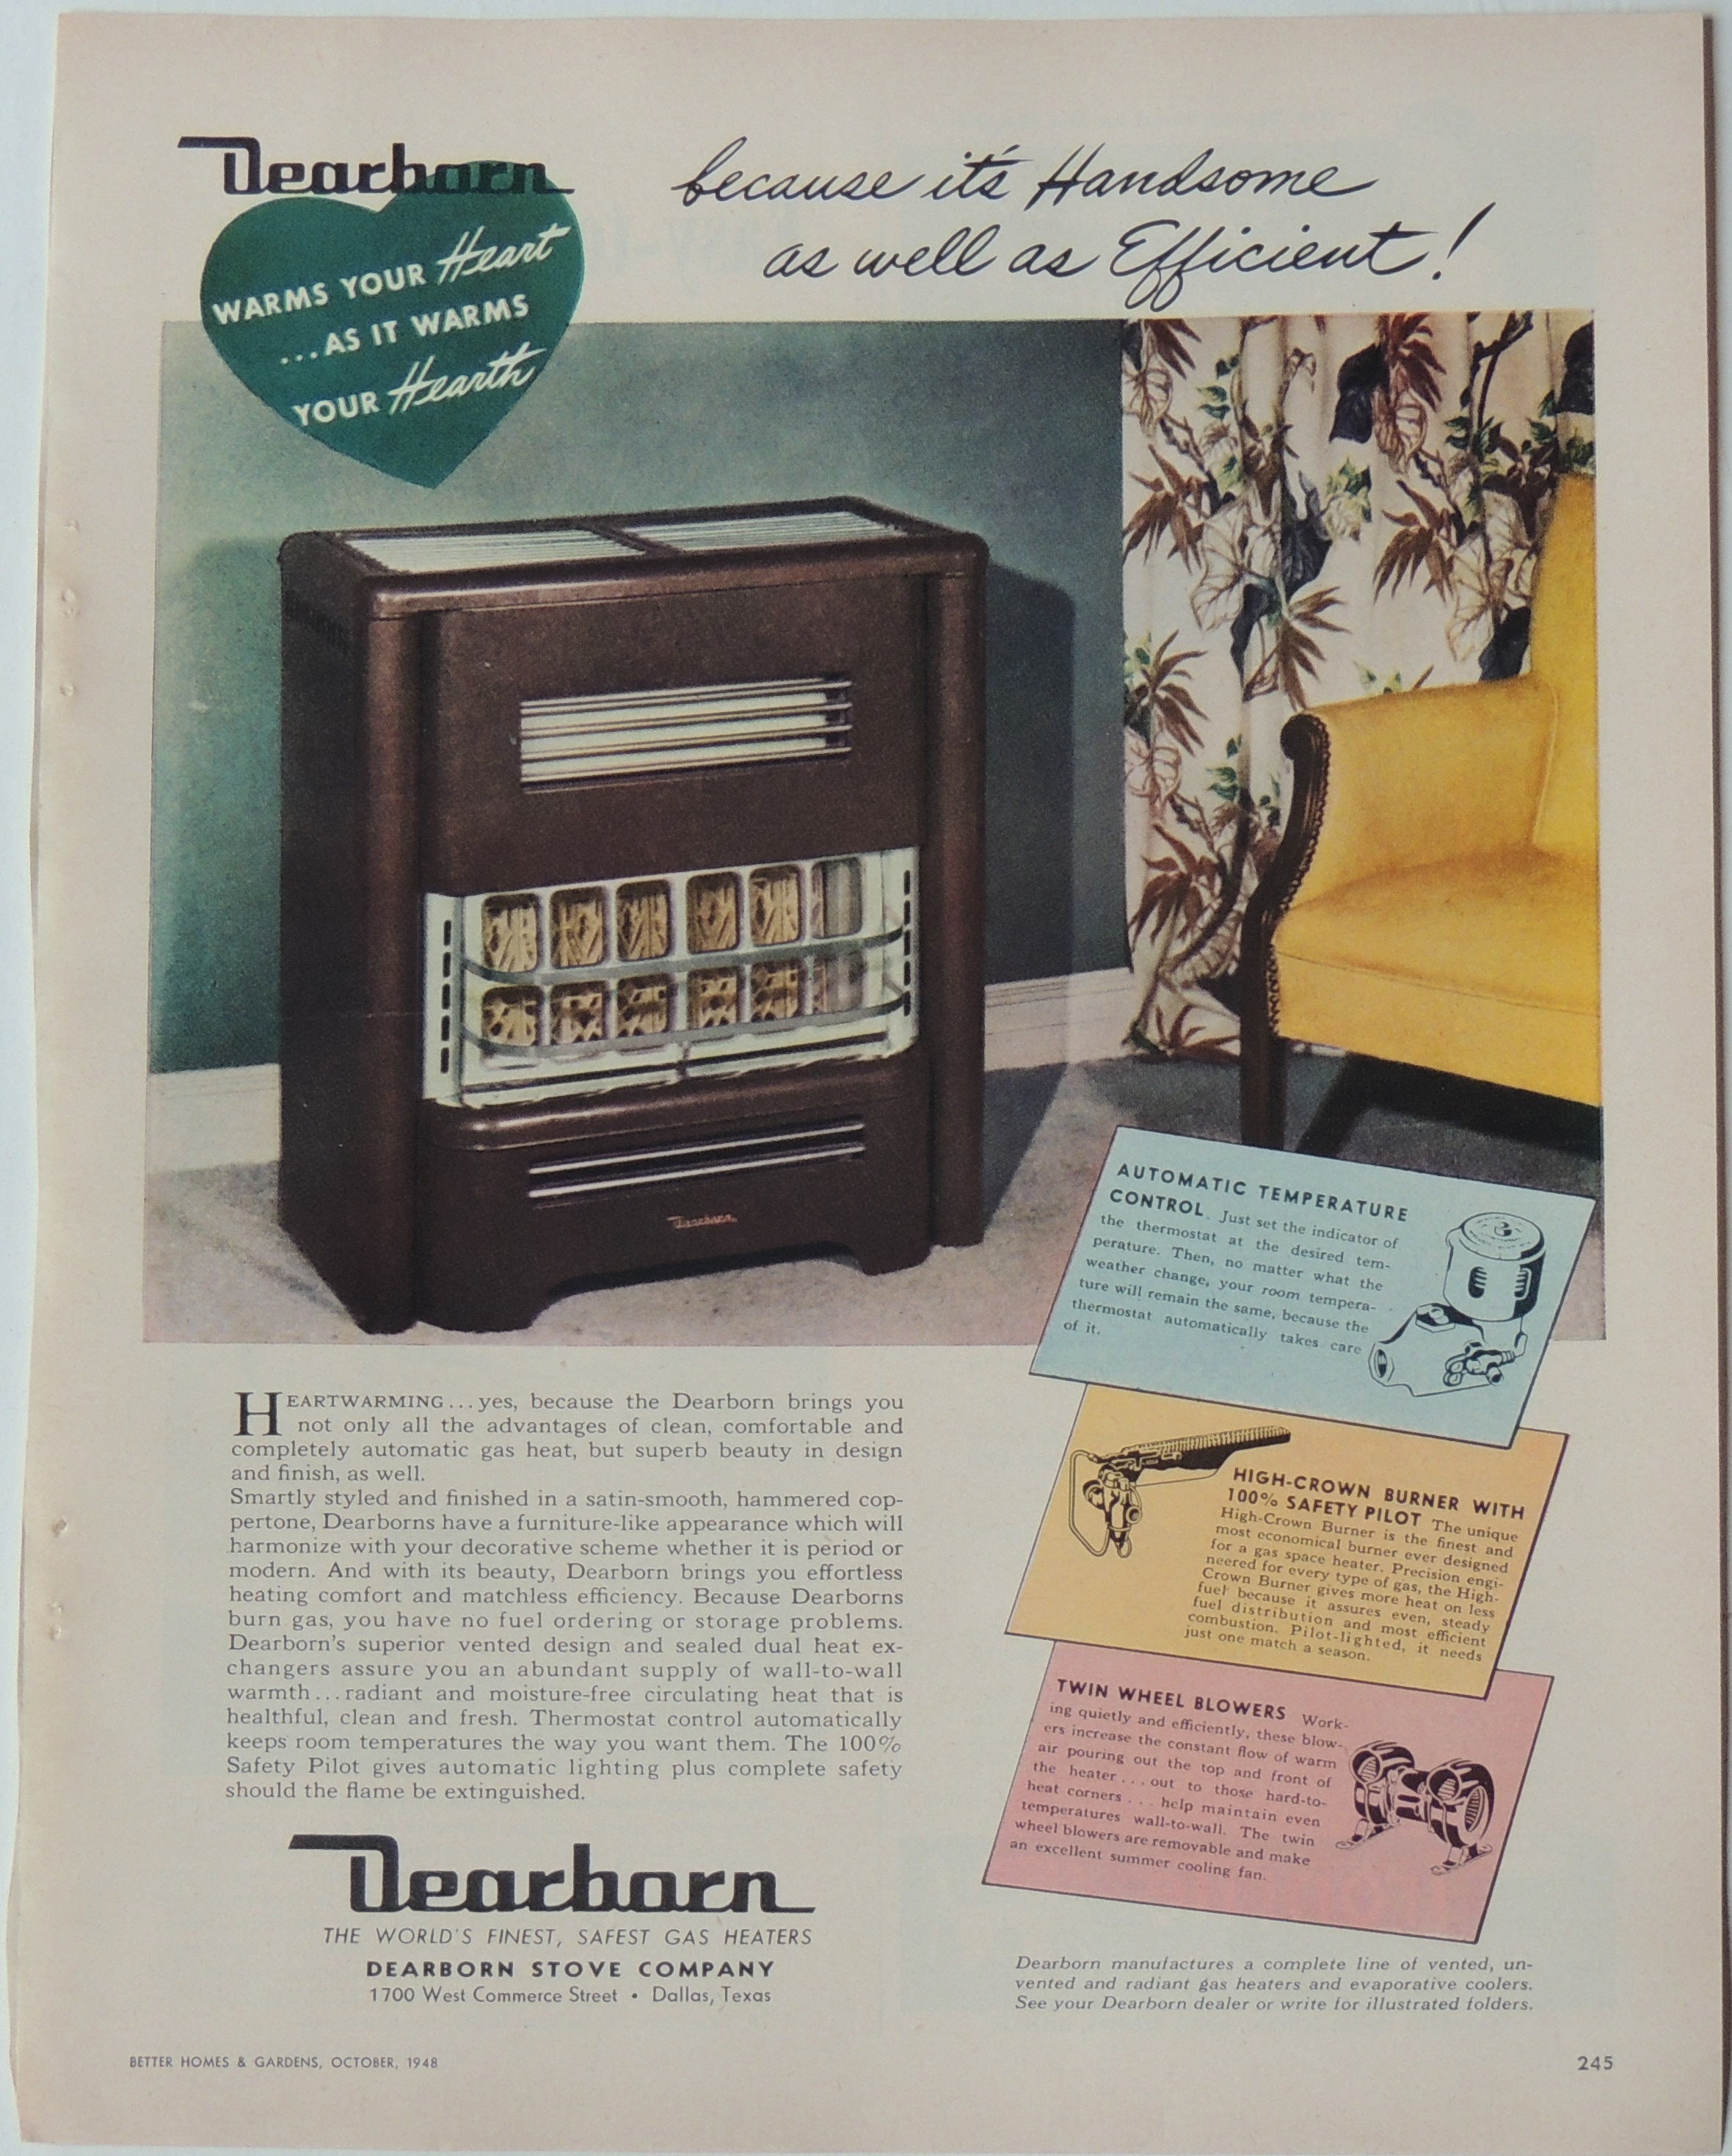 Dearborn
WARMS YOUR Heart
...AS IT WARMS
YOUR Hearth
because it's Handsome
as well as Efficient!
Dearborn
AUTOMATIC TEMPERATURE
CONTROL. Just set the indicator of
the thermostat at the desired tem-
perature. Then, no matter what the
weather change, your room tempera-
ture will remain the same, because the
thermostat automatically takes care
of it.
HIGH-CROWN BURNER WITH
100% SAFETY PILOT The unique
High-Crown Burner is the finest and
most economical burner ever designed
for a gas space heater. Precision engi-
neered for every type of gas, the High-
Crown Burner gives more heat on less
fuel because it assures even, steady
fuel distribution and most efficient
combustion. Pilot-lighted, it needs
just one match a season.
TWIN WHEEL BLOWERS Work-
ing quietly and efficiently, these blow-
ers increase the constant flow of warm
air pouring out the top and front of
the heater...out to those hard-to-
heat corners...help maintain even
temperatures wall-to-wall. The twin
wheel blowers are removable and make
an excellent summer cooling fan.
HEARTWARMING...yes, because the Dearborn brings you
not only all the advantages of clean, comfortable and
completely automatic gas heat, but superb beauty in design
and finish, as well.
Smartly styled and finished in a satin-smooth, hammered cop-
pertone, Dearborns have a furniture-like appearance which will
harmonize with your decorative scheme whether it is period or
modern. And with its beauty, Dearborn brings you effortless
heating comfort and matchless efficiency. Because Dearborns
burn gas, you have no fuel ordering or storage problems.
Dearborn's superior vented design and sealed dual heat ex-
changers assure you an abundant supply of wall-to-wall
warmth...radiant and moisture-free circulating heat that is
healthful, clean and fresh. Thermostat control automatically
keeps room temperatures the way you want them. The 100%
Safety Pilot gives automatic lighting plus complete safety
should the flame be extinguished.
Dearborn
THE WORLD'S FINEST, SAFEST GAS HEATERS
DEARBORN STOVE COMPANY
1700 West Commerce Street • Dallas, Texas
Dearborn manufactures a complete line of vented, un-
vented and radiant gas heaters and evaporative coolers.
See your Dearborn dealer or write for illustrated folders.
BETTER HOMES & GARDENS, OCTOBER, 1948
245